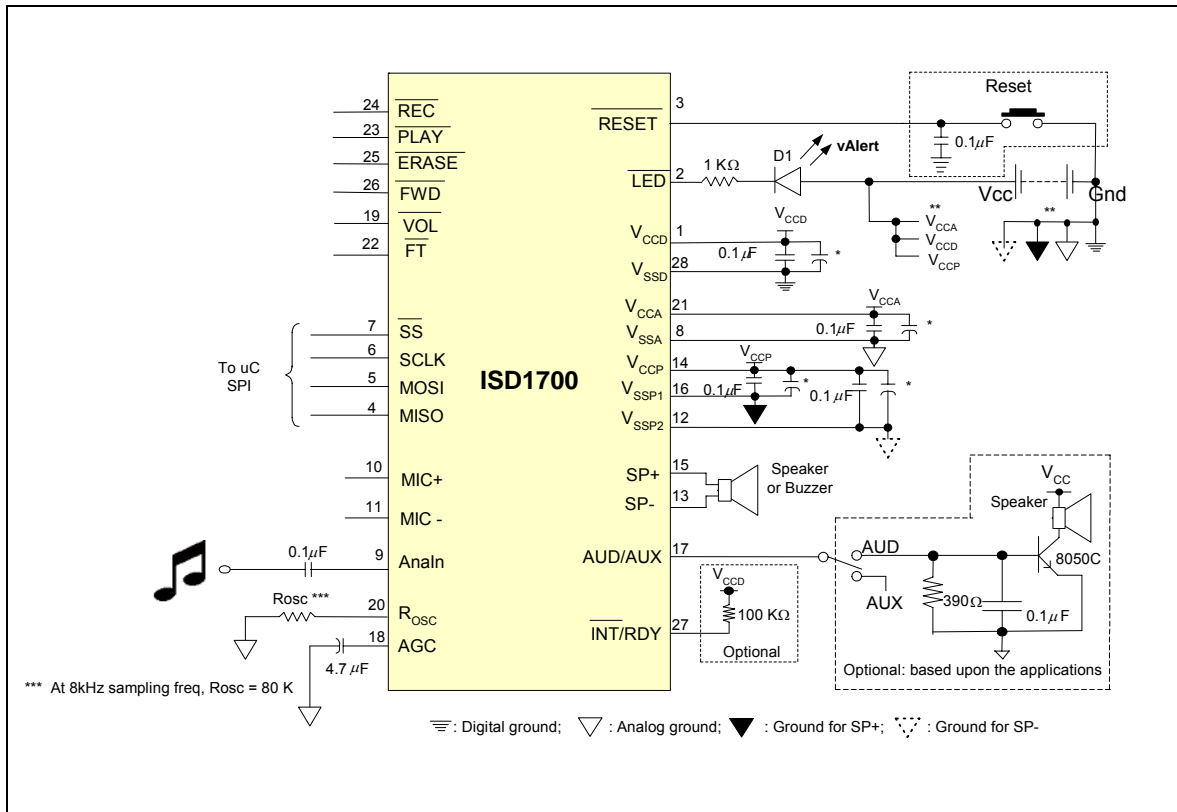 24 REC
23 PLAY
25 ERASE
26 FWD
19 VOL
22 FT
7 SS
6 SCLK
5 MOSI
4 MISO
To uC
SPI
10 MIC+
11 MIC -
0.1µF
9 AnaIn
Rosc ***
20 ROSC
18 AGC
4.7 µF
*** At 8kHz sampling freq, Rosc = 80 K
ISD1700
RESET 3
Reset
0.1µF
LED 2
1 KΩ
D1
vAlert
Vcc
Gnd
**
VCCA
VCCD
VCCP
**
VCCD 1
VCCD
0.1µF
*
VSSD 28
VCCA 21
VCCA
0.1µF
*
VSSA 8
VCCP 14
VCCP
0.1µF
*
0.1µF
*
VSSP1 16
VSSP2 12
SP+ 15
SP- 13
Speaker
or Buzzer
AUD/AUX 17
AUD
AUX
390Ω
0.1µF
VCC
Speaker
8050C
Optional: based upon the applications
INT/RDY 27
VCCD
100 KΩ
Optional
: Digital ground; : Analog ground; : Ground for SP+; : Ground for SP-